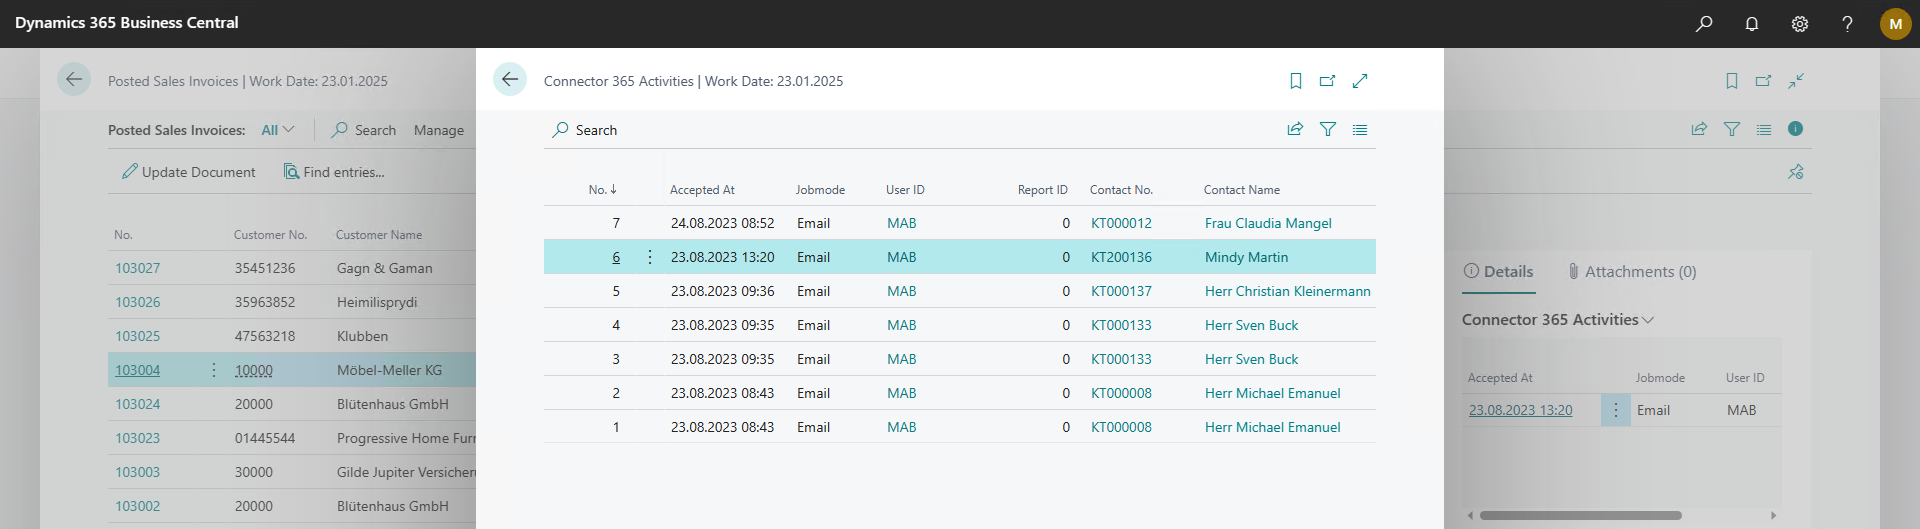 Dynamics 365 Business Central
M
Posted Sales Invoices | Work Date: 23.01.2025
Posted Sales Invoices: All Search Manage
Update Document Find entries...
No. Customer No. Customer Name
103027 35451236 Gagn & Gaman
103026 35963852 Heimilisprydi
103025 47563218 Klubben
103004 10000 Möbel-Meller KG
103024 20000 Blütenhaus GmbH
103023 01445544 Progressive Home Furn
103003 30000 Gilde Jupiter Versicheru
103002 20000 Blütenhaus GmbH
Connector 365 Activities | Work Date: 23.01.2025
Search
No. ↓ Accepted At Jobmode User ID Report ID Contact No. Contact Name
7 24.08.2023 08:52 Email MAB 0 KT000012 Frau Claudia Mangel
6 23.08.2023 13:20 Email MAB 0 KT200136 Mindy Martin
5 23.08.2023 09:36 Email MAB 0 KT000137 Herr Christian Kleinermann
4 23.08.2023 09:35 Email MAB 0 KT000133 Herr Sven Buck
3 23.08.2023 09:35 Email MAB 0 KT000133 Herr Sven Buck
2 23.08.2023 08:43 Email MAB 0 KT000008 Herr Michael Emanuel
1 23.08.2023 08:43 Email MAB 0 KT000008 Herr Michael Emanuel
Details Attachments (0)
Connector 365 Activities
Accepted At Jobmode User ID
23.08.2023 13:20 Email MAB